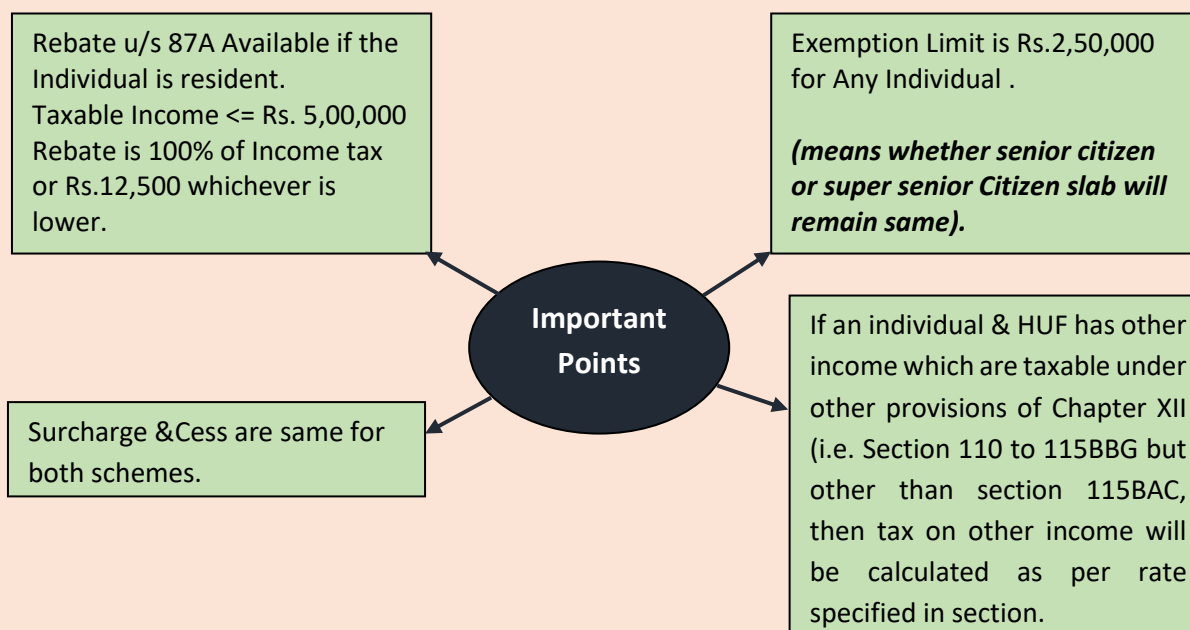 Rebate u/s 87A Available if the
Individual is resident.
Taxable Income <= Rs. 5,00,000
Rebate is 100% of Income tax
or Rs.12,500 whichever is
lower.
Exemption Limit is Rs.2,50,000
for Any Individual .
(means whether senior citizen
or super senior Citizen slab will
remain same).
Important
Points
Surcharge &Cess are same for
both schemes.
If an individual & HUF has other
income which are taxable under
other provisions of Chapter XII
(i.e. Section 110 to 115BBG but
other than section 115BAC,
then tax on other income will
be calculated as per rate
specified in section.